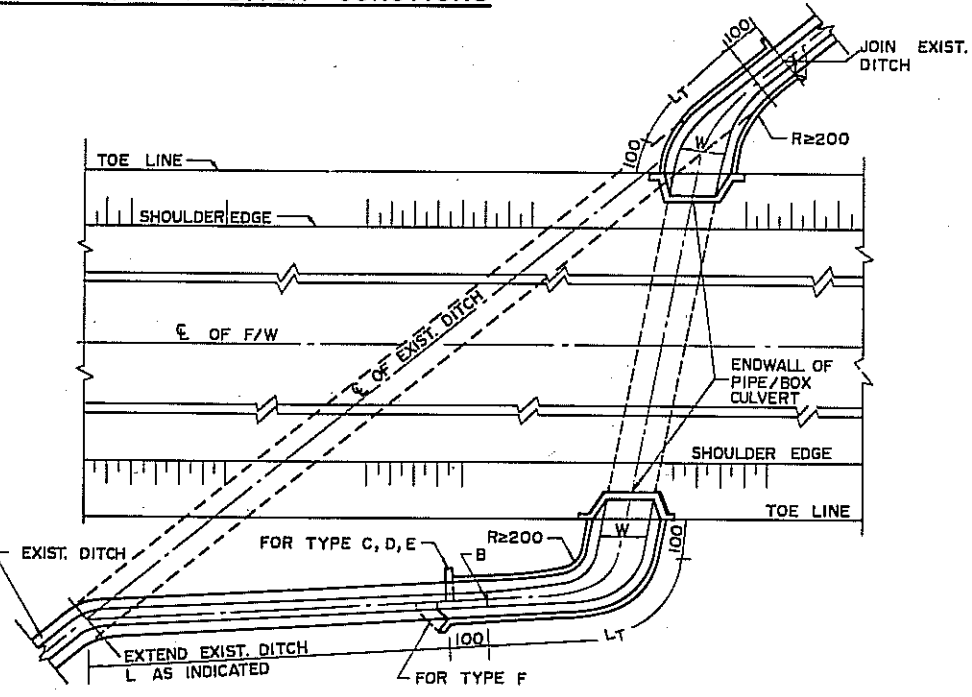 100
JOIN EXIST.
DITCH
LT
R≥200
W
100
TOE LINE
SHOULDER EDGE
℄ OF EXIST. DITCH
℄ OF F/W
ENDWALL OF
PIPE/BOX
CULVERT
SHOULDER EDGE
TOE LINE
W
R≥200
100
FOR TYPE C, D, E
B
EXIST. DITCH
LT
100
EXTEND EXIST. DITCH
L AS INDICATED
FOR TYPE F